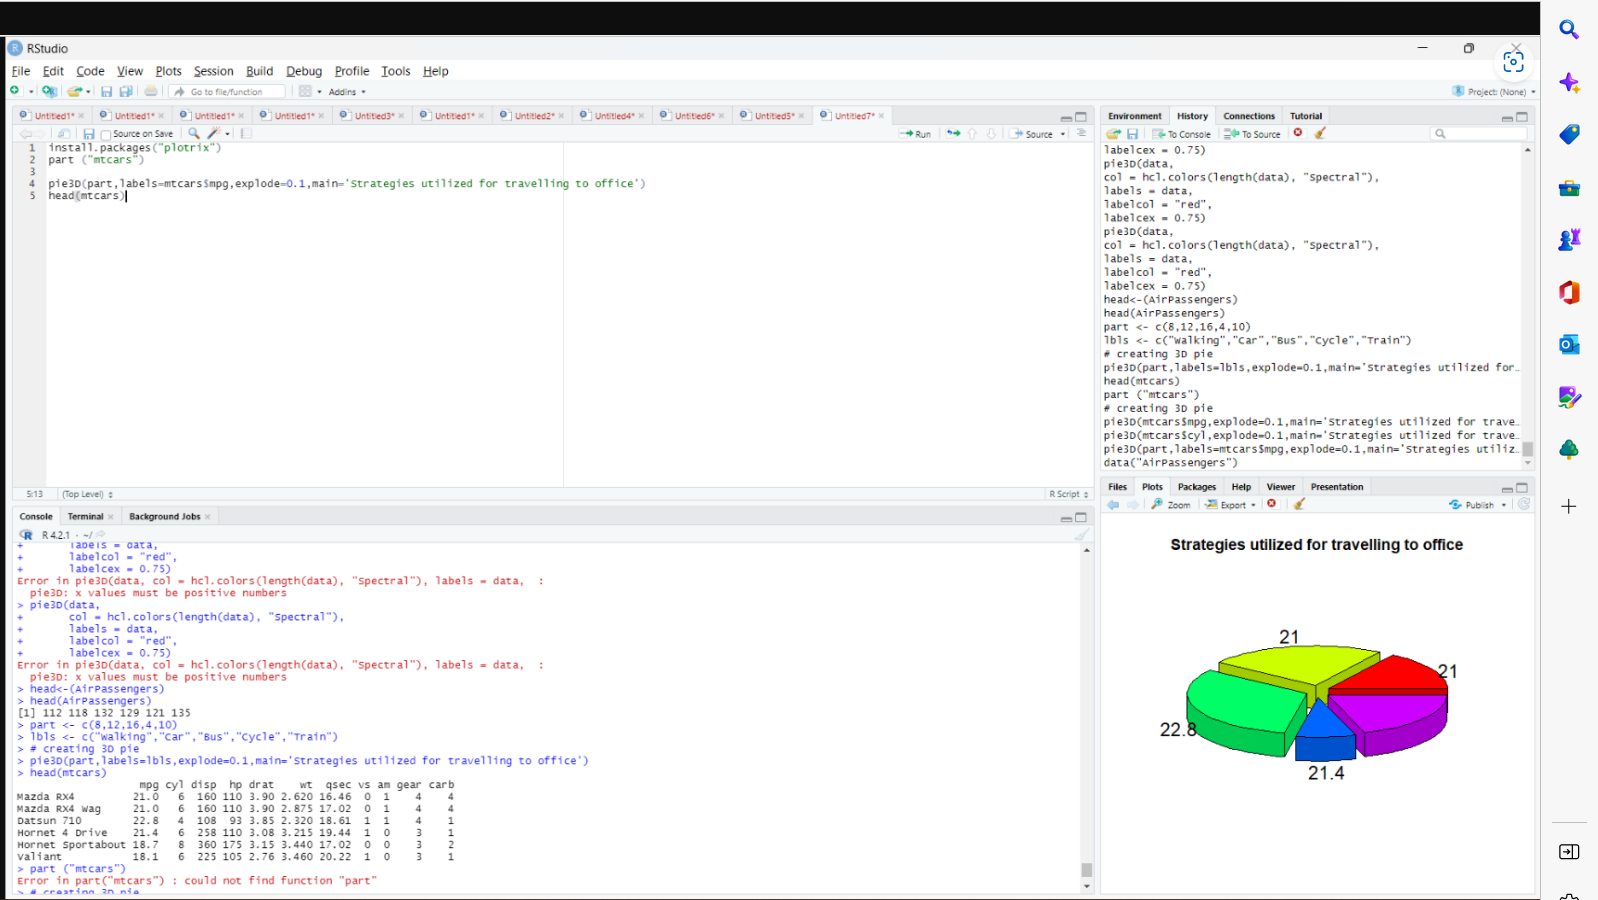 RStudio
File Edit Code View Plots Session Build Debug Profile Tools Help
Go to file/function Addins Project: (None)
Untitled1* Untitled1* Untitled1* Untitled1* Untitled3* Untitled1* Untitled2* Untitled4* Untitled6* Untitled5* Untitled7*
Source on Save Run Source
1 install.packages("plotrix")
2 part ("mtcars")
3
4 pie3D(part,labels=mtcars$mpg,explode=0.1,main='Strategies utilized for travelling to office')
5 head(mtcars)
5:13 (Top Level) R Script
Console Terminal Background Jobs
R 4.2.1 · ~/
+ labels = data,
+ labelcol = "red",
+ labelcex = 0.75)
Error in pie3D(data, col = hcl.colors(length(data), "Spectral"), labels = data, :
pie3D: x values must be positive numbers
> pie3D(data,
+ col = hcl.colors(length(data), "Spectral"),
+ labels = data,
+ labelcol = "red",
+ labelcex = 0.75)
Error in pie3D(data, col = hcl.colors(length(data), "Spectral"), labels = data, :
pie3D: x values must be positive numbers
> head<-(AirPassengers)
> head(AirPassengers)
[1] 112 118 132 129 121 135
> part <- c(8,12,16,4,10)
> lbls <- c("Walking","Car","Bus","Cycle","Train")
> # creating 3D pie
> pie3D(part,labels=lbls,explode=0.1,main='Strategies utilized for travelling to office')
> head(mtcars)
mpg cyl disp hp drat wt qsec vs am gear carb
Mazda RX4 21.0 6 160 110 3.90 2.620 16.46 0 1 4 4
Mazda RX4 Wag 21.0 6 160 110 3.90 2.875 17.02 0 1 4 4
Datsun 710 22.8 4 108 93 3.85 2.320 18.61 1 1 4 1
Hornet 4 Drive 21.4 6 258 110 3.08 3.215 19.44 1 0 3 1
Hornet Sportabout 18.7 8 360 175 3.15 3.440 17.02 0 0 3 2
Valiant 18.1 6 225 105 2.76 3.460 20.22 1 0 3 1
> part ("mtcars")
Error in part("mtcars") : could not find function "part"
> # creating 3D pie
Environment History Connections Tutorial
To Console To Source
labelcex = 0.75)
pie3D(data,
col = hcl.colors(length(data), "Spectral"),
labels = data,
labelcol = "red",
labelcex = 0.75)
pie3D(data,
col = hcl.colors(length(data), "Spectral"),
labels = data,
labelcol = "red",
labelcex = 0.75)
head<-(AirPassengers)
head(AirPassengers)
part <- c(8,12,16,4,10)
lbls <- c("Walking","Car","Bus","Cycle","Train")
# creating 3D pie
pie3D(part,labels=lbls,explode=0.1,main='Strategies utilized for…
head(mtcars)
part ("mtcars")
# creating 3D pie
pie3D(mtcars$mpg,explode=0.1,main='Strategies utilized for trave…
pie3D(mtcars$cyl,explode=0.1,main='Strategies utilized for trave…
pie3D(part,labels=mtcars$mpg,explode=0.1,main='Strategies utiliz…
data("AirPassengers")
Files Plots Packages Help Viewer Presentation
Zoom Export Publish
Strategies utilized for travelling to office
21
21
22.8
21.4